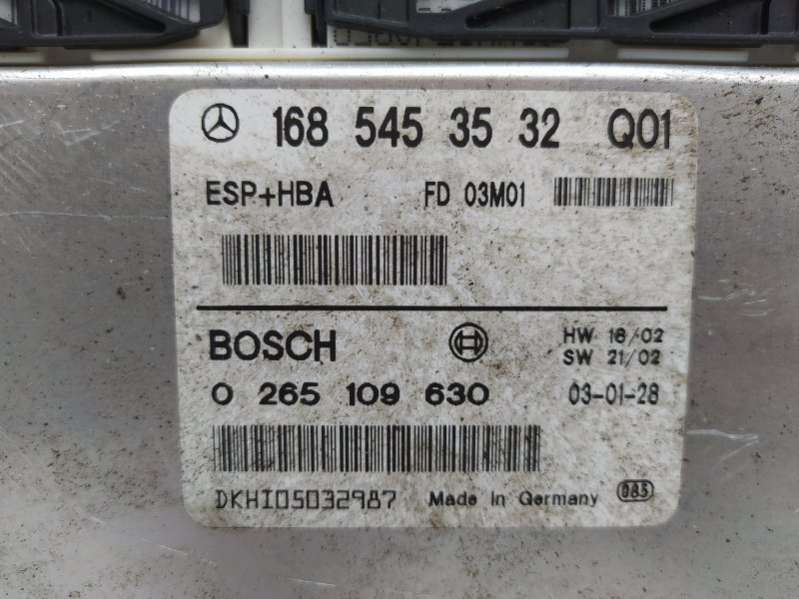 168 545 35 32 Q01
ESP+HBA FD 03M01
BOSCH HW 16/02
SW 21/02
0 265 109 630 03-01-28
DKHI05032987 Made In Germany 085